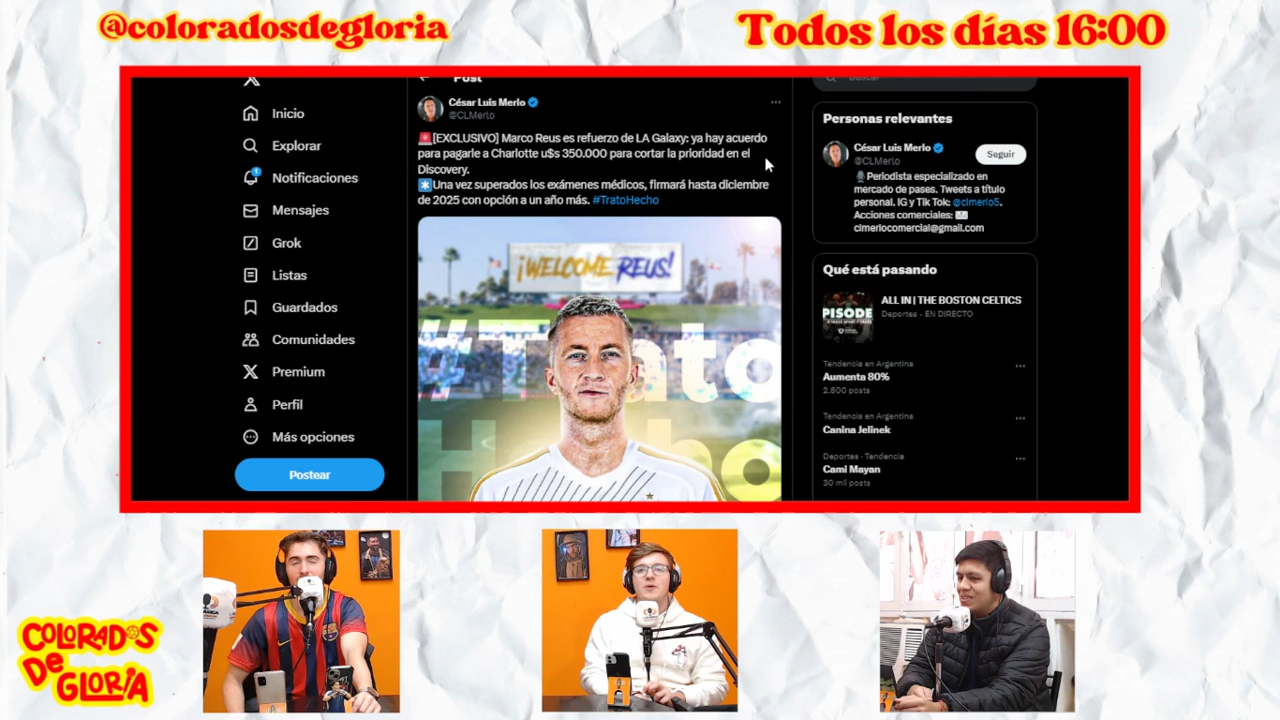 @coloradosdegloria
Todos los días 16:00
Post
Buscar
Inicio
Explorar
Notificaciones
Mensajes
Grok
Listas
Guardados
Comunidades
Premium
Perfil
Más opciones
Postear
César Luis Merlo
@CLMerlo
🚨[EXCLUSIVO] Marco Reus es refuerzo de LA Galaxy: ya hay acuerdo
para pagarle a Charlotte u$s 350.000 para cortar la prioridad en el
Discovery.
✳️Una vez superados los exámenes médicos, firmará hasta diciembre
de 2025 con opción a un año más. #TratoHecho
¡WELCOME REUS!
#Trato
Hecho
Personas relevantes
César Luis Merlo
@CLMerlo
Seguir
🎙️Periodista especializado en
mercado de pases. Tweets a título
personal. IG y Tik Tok: @clmerlo5.
Acciones comerciales: 📨
clmerlocomercial@gmail.com
Qué está pasando
PISODE
ALL IN | THE BOSTON CELTICS
Deportes · EN DIRECTO
Tendencia en Argentina
Aumenta 80%
2.800 posts
Tendencia en Argentina
Canina Jelinek
Deportes · Tendencia
Cami Mayan
30 mil posts
COLORADOS
DE
GLORIA